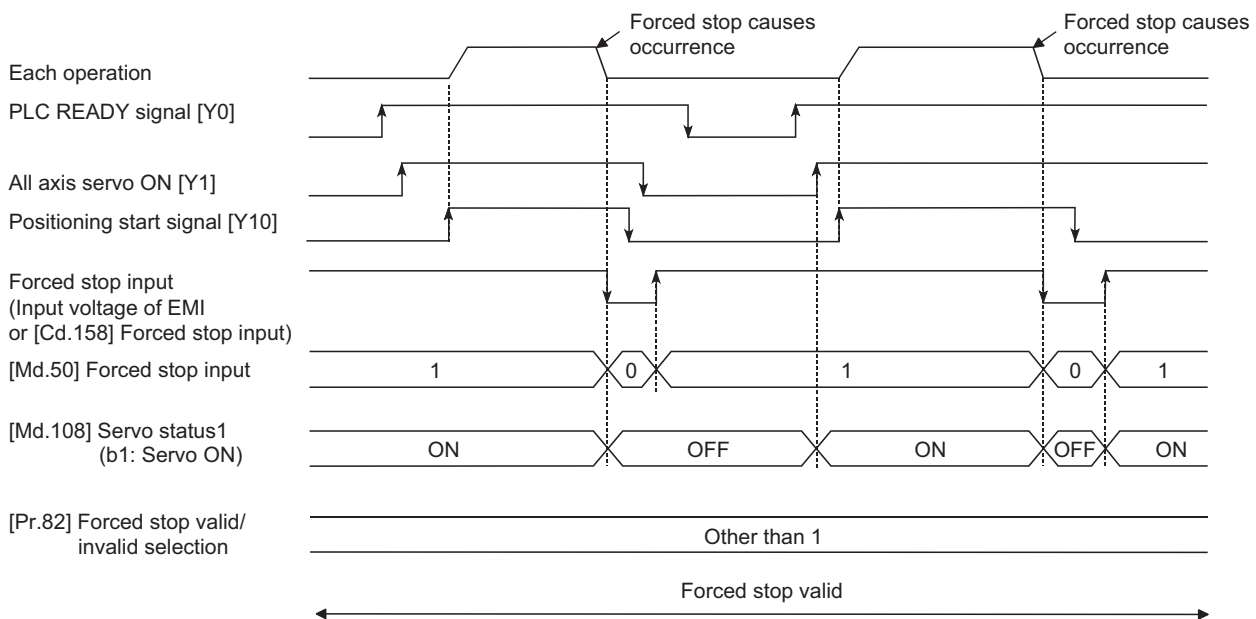 Forced stop causes
occurrence
Forced stop causes
occurrence
Each operation
PLC READY signal [Y0]
All axis servo ON [Y1]
Positioning start signal [Y10]
Forced stop input
(Input voltage of EMI
or [Cd.158] Forced stop input)
[Md.50] Forced stop input
1 0 1 0 1
[Md.108] Servo status1
(b1: Servo ON)
ON OFF ON OFF ON
[Pr.82] Forced stop valid/
invalid selection
Other than 1
Forced stop valid